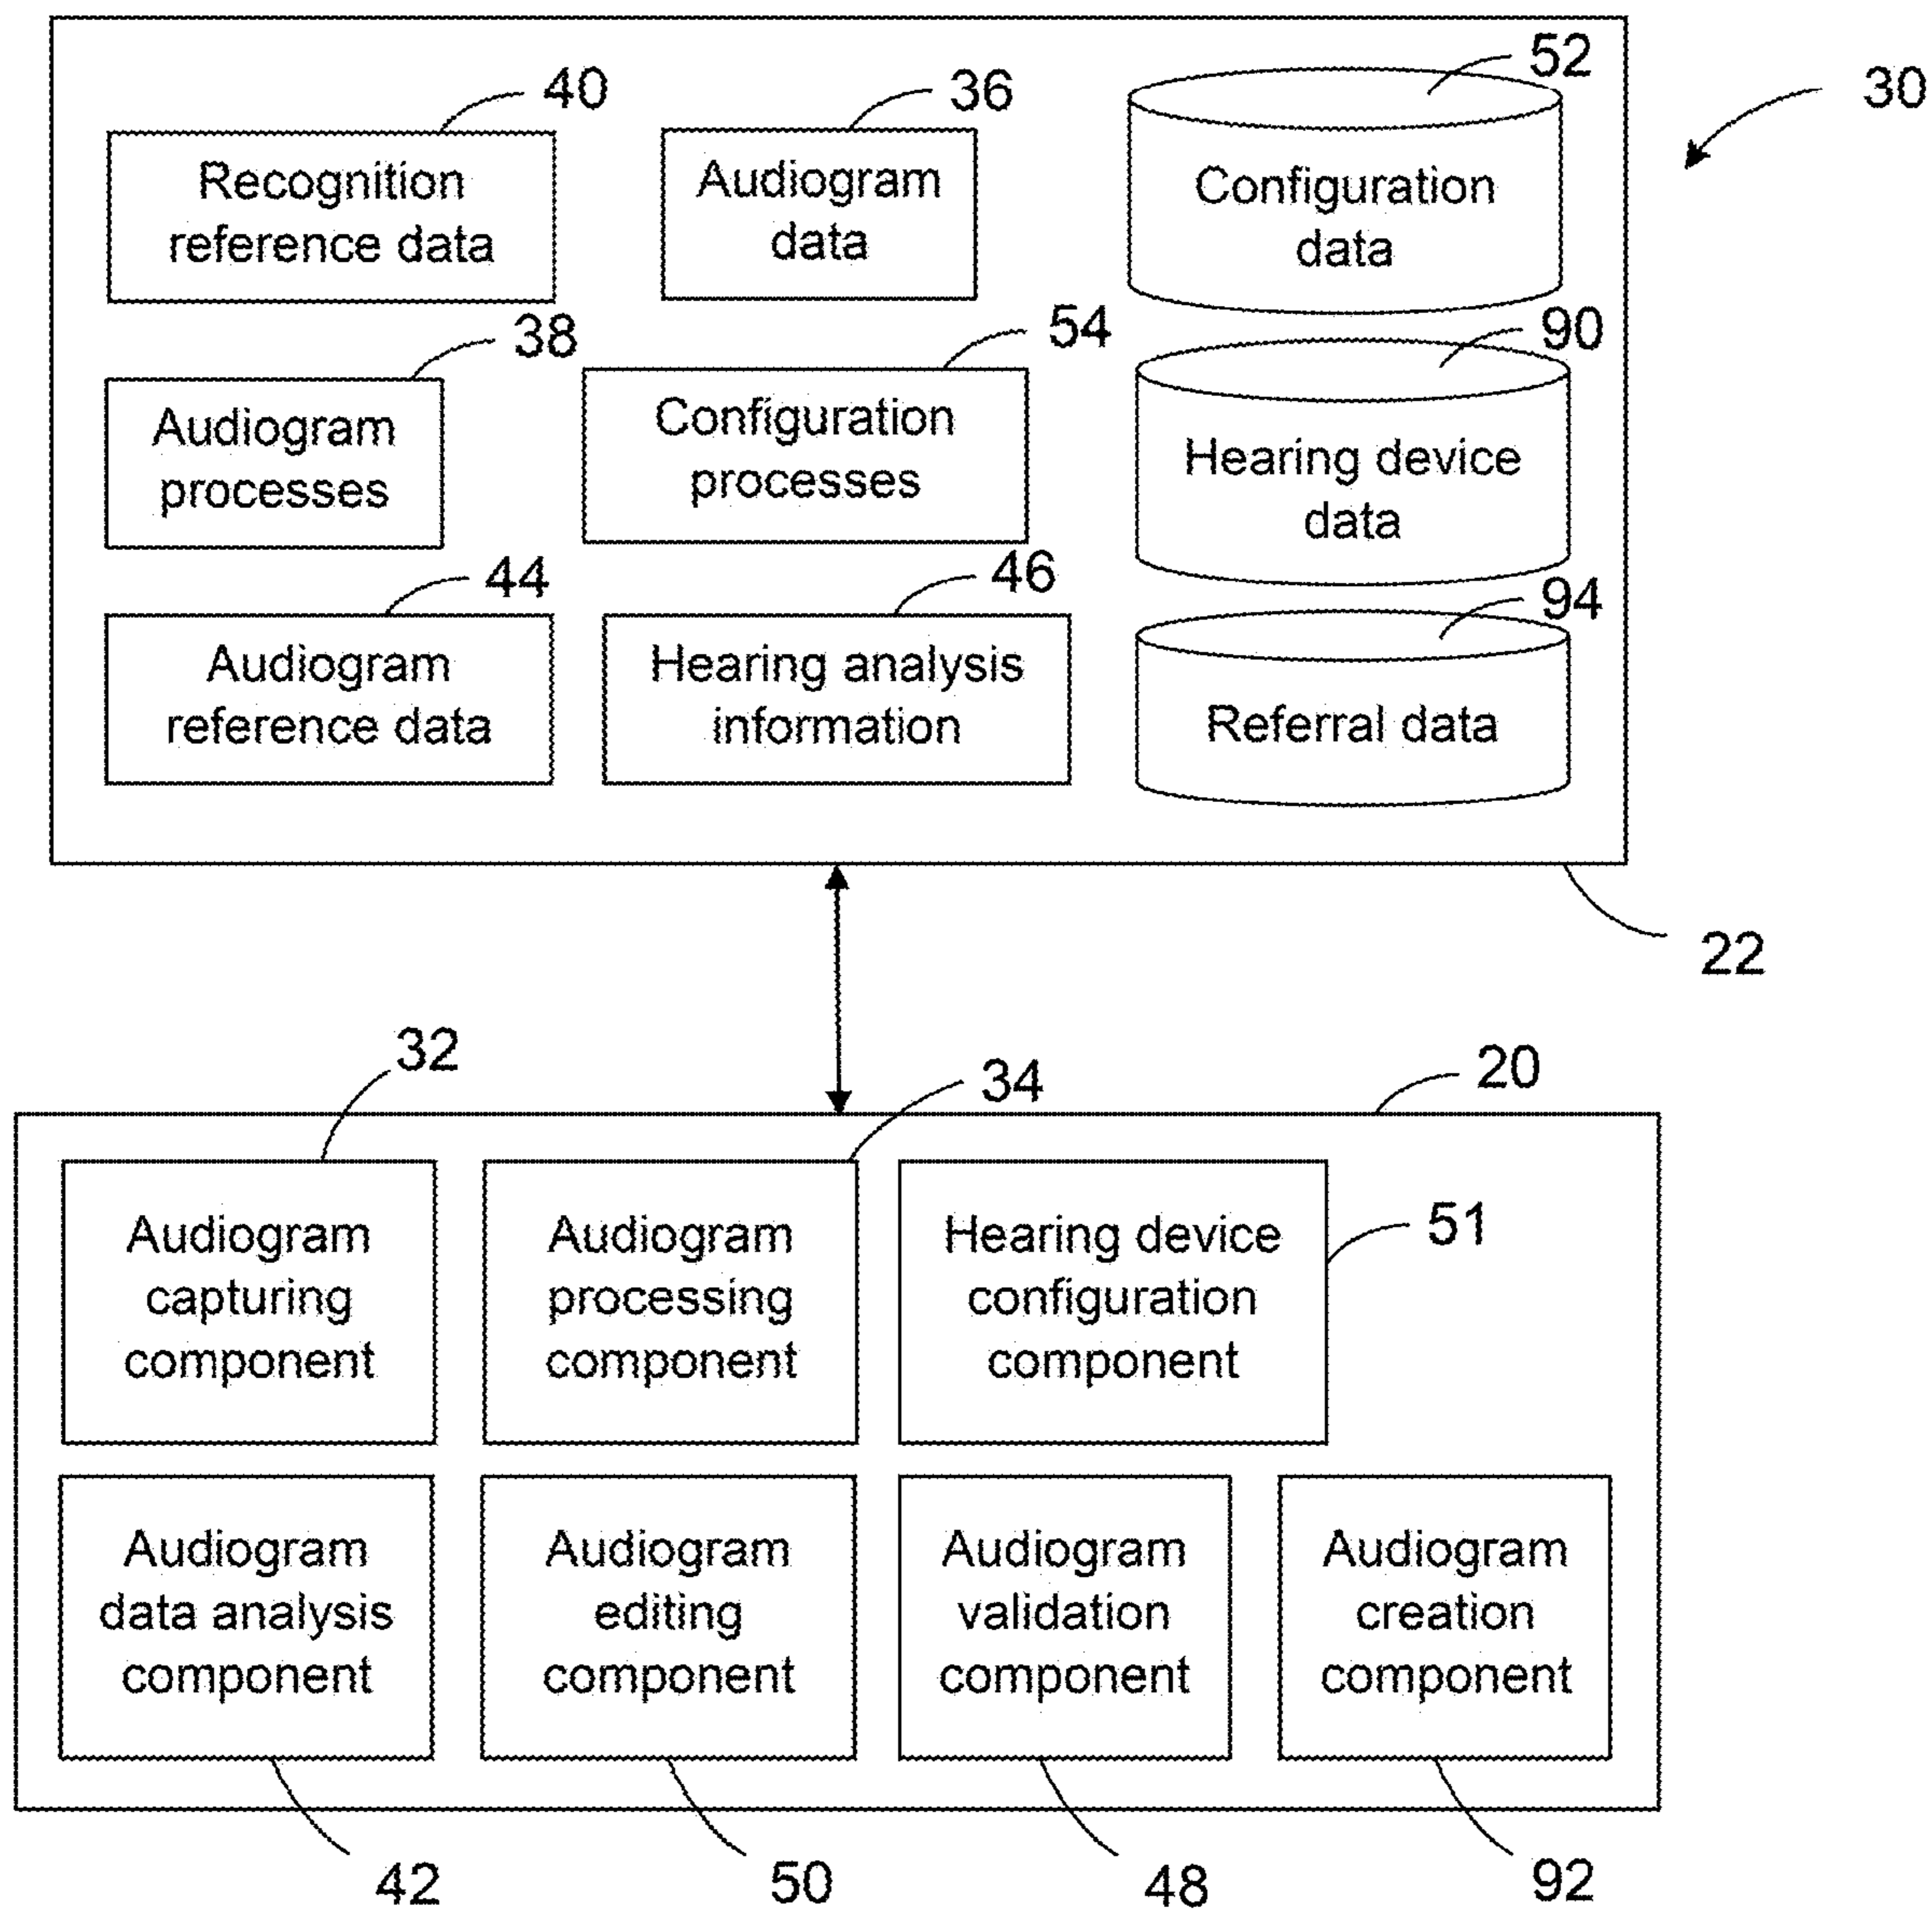 40
36
52
30
Recognition
reference data
Audiogram
data
Configuration
data
38
54
90
Audiogram
processes
Configuration
processes
Hearing device
data
44
46
94
Audiogram
reference data
Hearing analysis
information
Referral data
22
32
34
20
Audiogram
capturing
component
Audiogram
processing
component
Hearing device
configuration
component
51
Audiogram
data analysis
component
Audiogram
editing
component
Audiogram
validation
component
Audiogram
creation
component
42
50
48
92